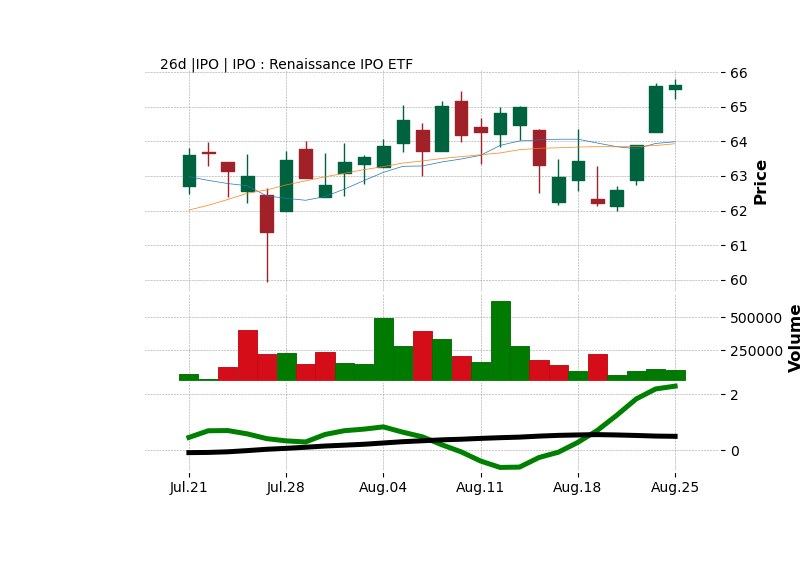 26d |IPO | IPO : Renaissance IPO ETF
66
65
64
63
62
61
60
Price
500000
250000
Volume
2
0
Jul.21
Jul.28
Aug.04
Aug.11
Aug.18
Aug.25